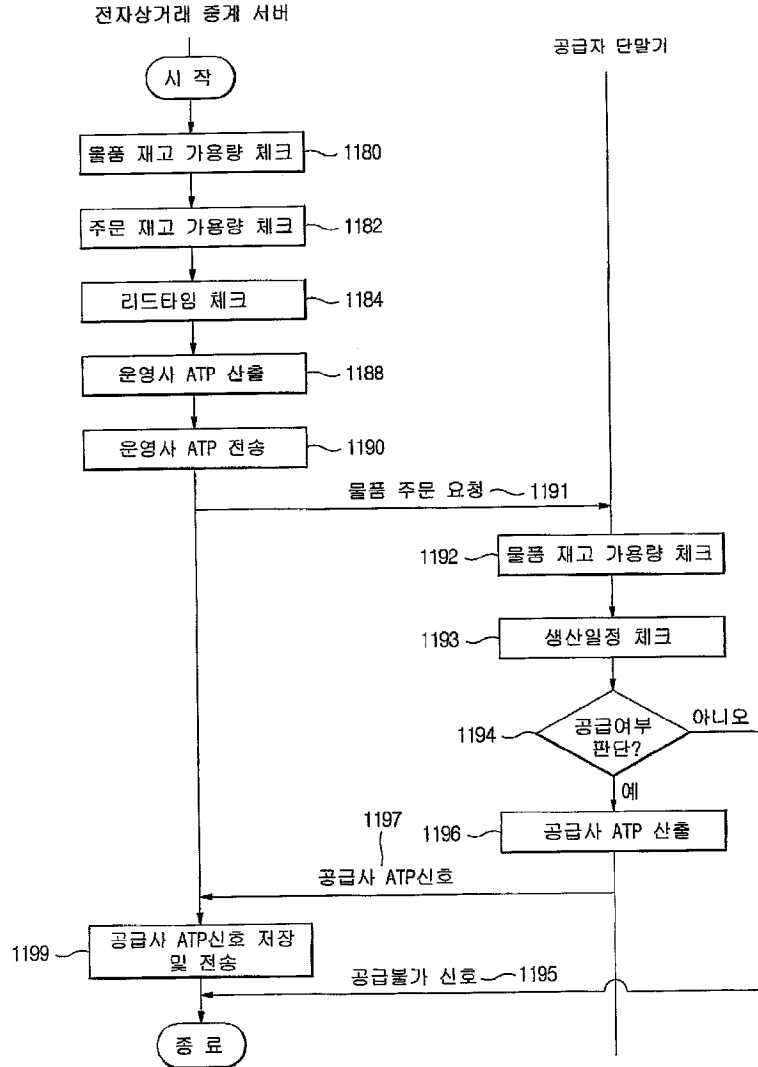 전자상거래 중계 서버
공급자 단말기
시 작
물품 재고 가용량 체크
1180
주문 재고 가용량 체크
1182
리드타임 체크
1184
운영사 ATP 산출
1188
운영사 ATP 전송
1190
물품 주문 요청
1191
1192
물품 재고 가용량 체크
1193
생산일정 체크
1194
공급여부
판단?
아니오
예
1196
공급사 ATP 산출
1197
공급사 ATP신호
1199
공급사 ATP신호 저장
및 전송
공급불가 신호
1195
종 료